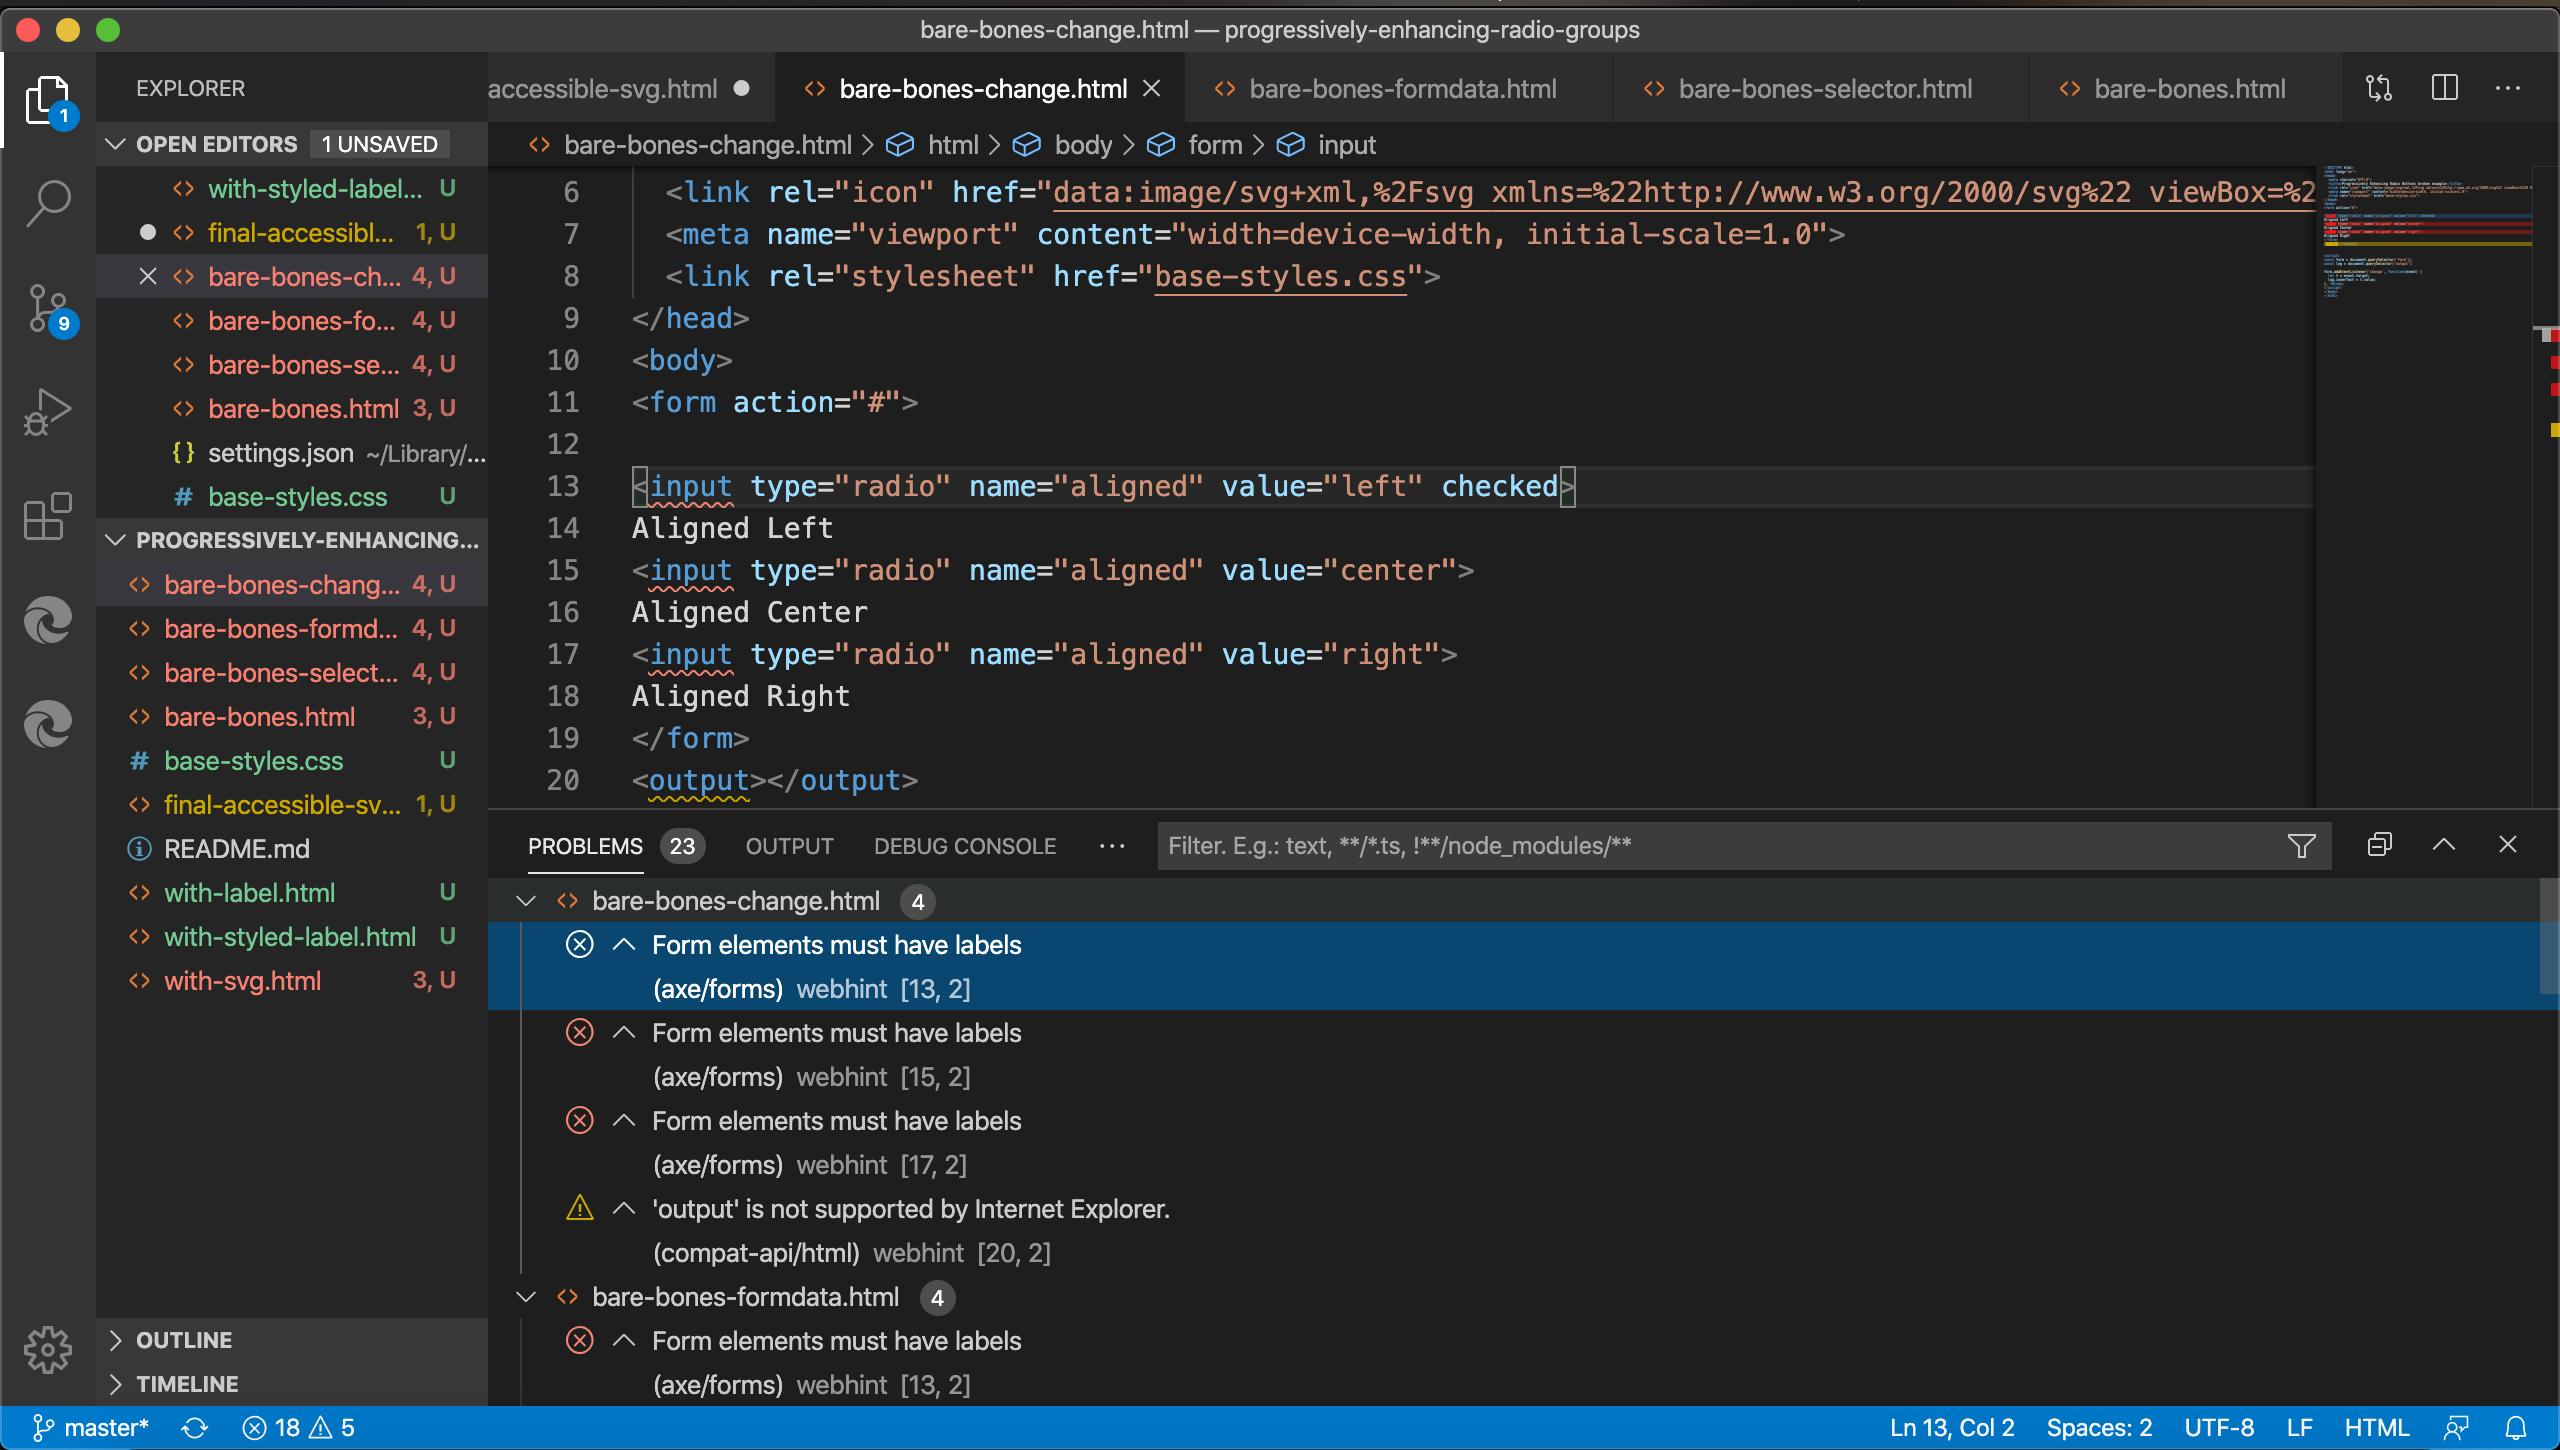 bare-bones-change.html — progressively-enhancing-radio-groups
EXPLORER
accessible-svg.html
bare-bones-change.html
bare-bones-formdata.html
bare-bones-selector.html
bare-bones.html
1
OPEN EDITORS 1 UNSAVED
with-styled-label... U
final-accessibl... 1, U
bare-bones-ch... 4, U
bare-bones-fo... 4, U
bare-bones-se... 4, U
bare-bones.html 3, U
{} settings.json ~/Library/...
# base-styles.css U
9
PROGRESSIVELY-ENHANCING...
bare-bones-chang... 4, U
bare-bones-formd... 4, U
bare-bones-select... 4, U
bare-bones.html 3, U
# base-styles.css U
final-accessible-sv... 1, U
README.md
with-label.html U
with-styled-label.html U
with-svg.html 3, U
OUTLINE
TIMELINE
bare-bones-change.html > html > body > form > input
6 <link rel="icon" href="data:image/svg+xml,%2Fsvg xmlns=%22http://www.w3.org/2000/svg%22 viewBox=%2
7 <meta name="viewport" content="width=device-width, initial-scale=1.0">
8 <link rel="stylesheet" href="base-styles.css">
9 </head>
10 <body>
11 <form action="#">
12
13 <input type="radio" name="aligned" value="left" checked>
14 Aligned Left
15 <input type="radio" name="aligned" value="center">
16 Aligned Center
17 <input type="radio" name="aligned" value="right">
18 Aligned Right
19 </form>
20 <output></output>
PROBLEMS 23 OUTPUT DEBUG CONSOLE ... Filter. E.g.: text, **/*.ts, !**/node_modules/**
bare-bones-change.html 4
Form elements must have labels
(axe/forms) webhint [13, 2]
Form elements must have labels
(axe/forms) webhint [15, 2]
Form elements must have labels
(axe/forms) webhint [17, 2]
'output' is not supported by Internet Explorer.
(compat-api/html) webhint [20, 2]
bare-bones-formdata.html 4
Form elements must have labels
(axe/forms) webhint [13, 2]
master* 18 5 Ln 13, Col 2 Spaces: 2 UTF-8 LF HTML